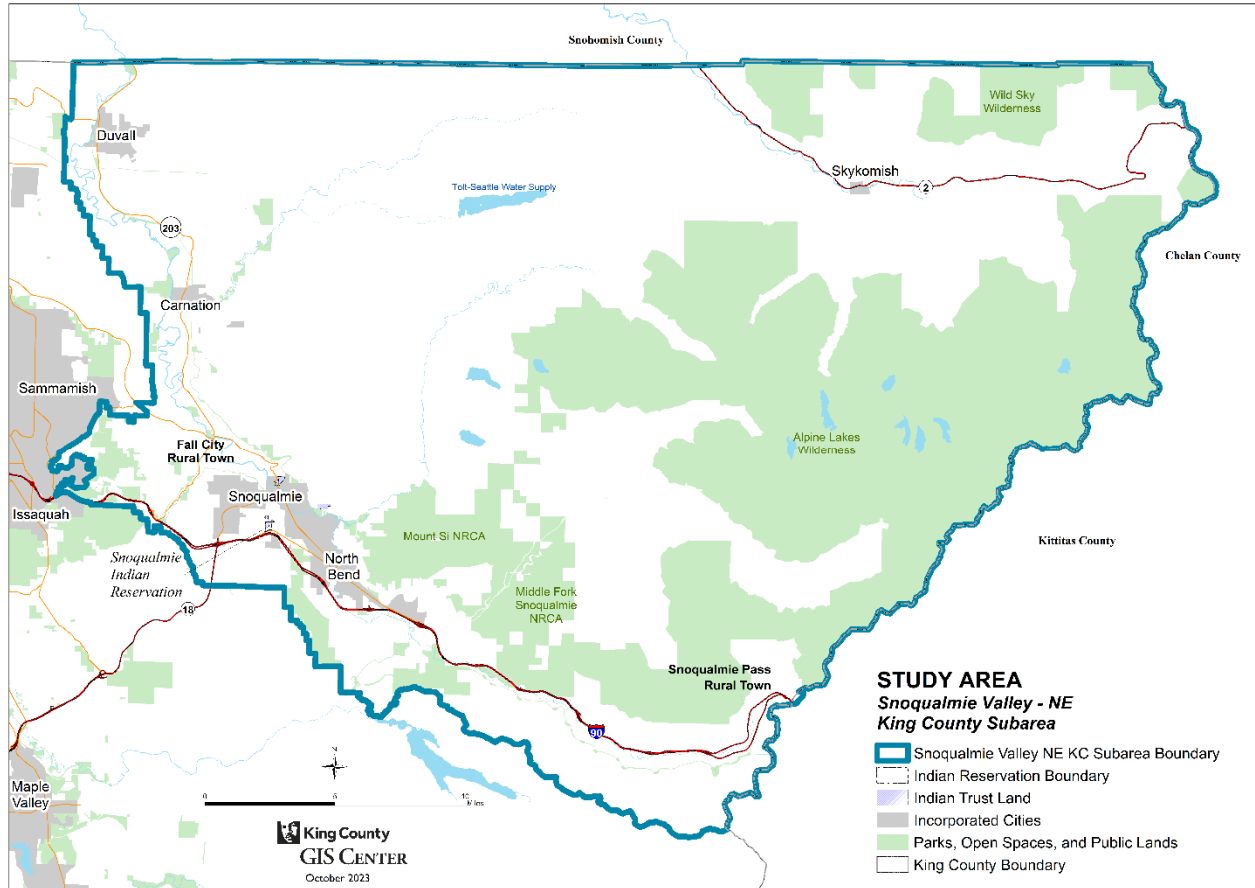 Snohomish County
Wild Sky
Wilderness
Duvall
Skykomish
2
Tolt-Seattle Water Supply
203
Chelan County
Carnation
Sammamish
Alpine Lakes
Wilderness
Fall City
Rural Town
Snoqualmie
Issaquah
Mount Si NRCA
Kittitas County
Snoqualmie
Indian
Reservation
North
Bend
Middle Fork
Snoqualmie
NRCA
18
Snoqualmie Pass
Rural Town
90
Maple
Valley
0
5
10
King County
GIS CENTER
October 2023
STUDY AREA
Snoqualmie Valley - NE
King County Subarea
Snoqualmie Valley NE KC Subarea Boundary
Indian Reservation Boundary
Indian Trust Land
Incorporated Cities
Parks, Open Spaces, and Public Lands
King County Boundary